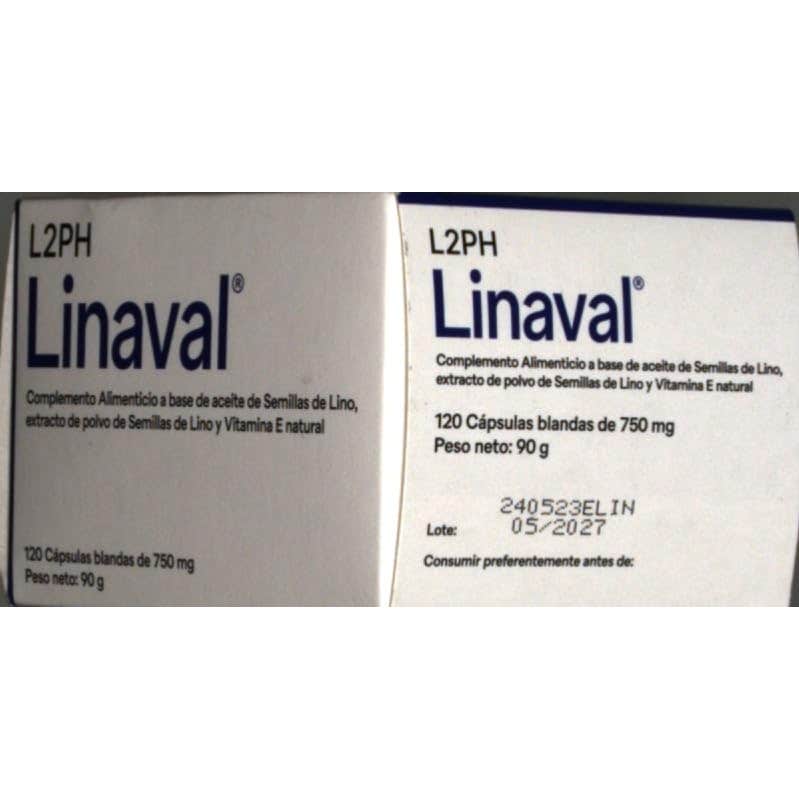 L2PH
Linaval®
Complemento Alimenticio a base de aceite de Semillas de Lino,
extracto de polvo de Semillas de Lino y Vitamina E natural
120 Cápsulas blandas de 750 mg
Peso neto: 90 g
L2PH
Linaval®
Complemento Alimenticio a base de aceite de Semillas de Lino,
extracto de polvo de Semillas de Lino y Vitamina E natural
120 Cápsulas blandas de 750 mg
Peso neto: 90 g
240523ELIN
Lote: 05/2027
Consumir preferentemente antes de: